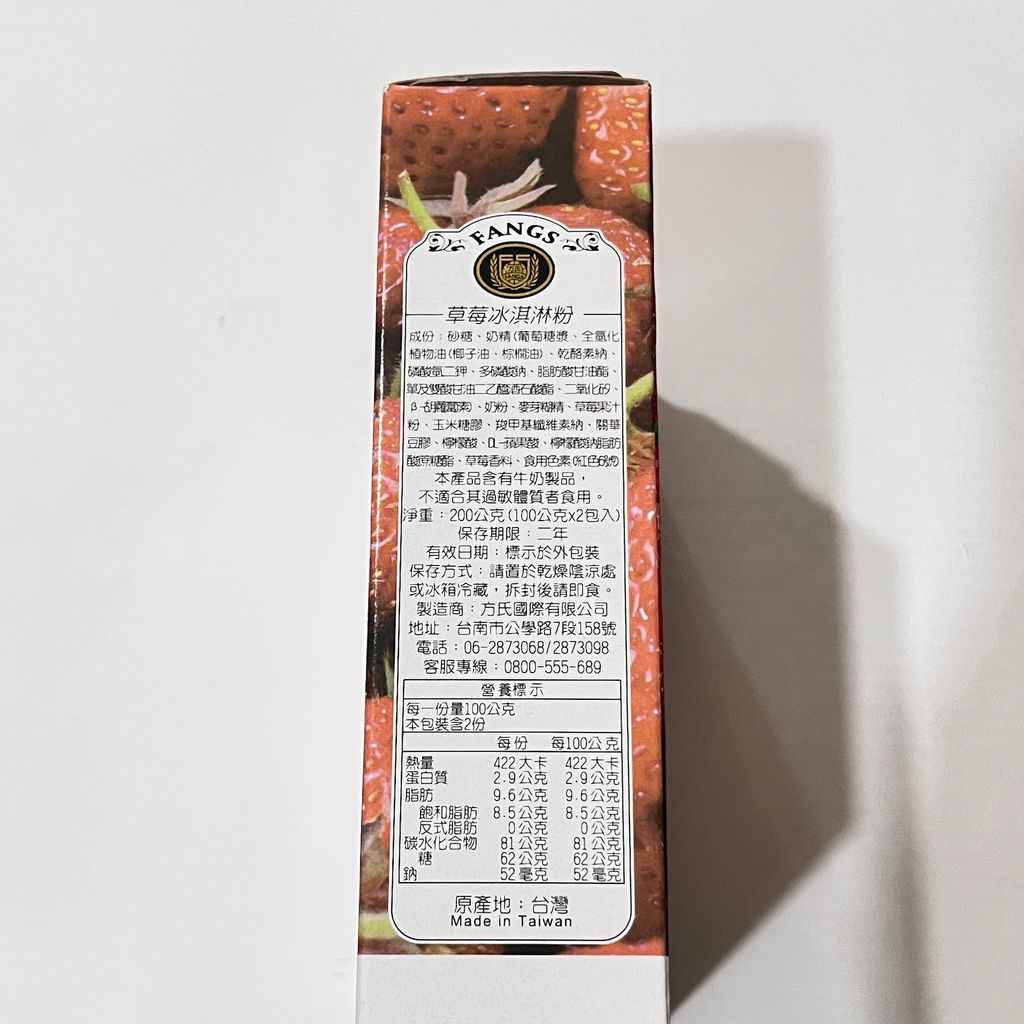 FANGS
草莓冰淇淋粉
成份：砂糖、奶精(葡萄糖漿、全氫化
植物油(椰子油、棕櫚油)、乾酪素鈉、
磷酸氫二鉀、多磷酸鈉、脂肪酸甘油酯、
單及雙酸甘油二乙醯酒石酸酯、二氧化矽、
β-胡蘿蔔素)、奶粉、麥芽糊精、草莓果汁
粉、玉米糖膠、羧甲基纖維素鈉、關華
豆膠、檸檬酸、DL-蘋果酸、檸檬酸鈉脂肪
酸蔗糖酯、草莓香料、食用色素(紅色6號)
本產品含有牛奶製品，
不適合其過敏體質者食用。
淨重：200公克(100公克x2包入)
保存期限：二年
有效日期：標示於外包裝
保存方式：請置於乾燥陰涼處
或冰箱冷藏，拆封後請即食。
製造商：方氏國際有限公司
地址：台南市公學路7段158號
電話：06-2873068/2873098
客服專線：0800-555-689
營養標示
每一份量100公克
本包裝含2份
每份 每100公克
熱量 422大卡 422大卡
蛋白質 2.9公克 2.9公克
脂肪 9.6公克 9.6公克
飽和脂肪 8.5公克 8.5公克
反式脂肪 0公克 0公克
碳水化合物 81公克 81公克
糖 62公克 62公克
鈉 52毫克 52毫克
原產地：台灣
Made in Taiwan